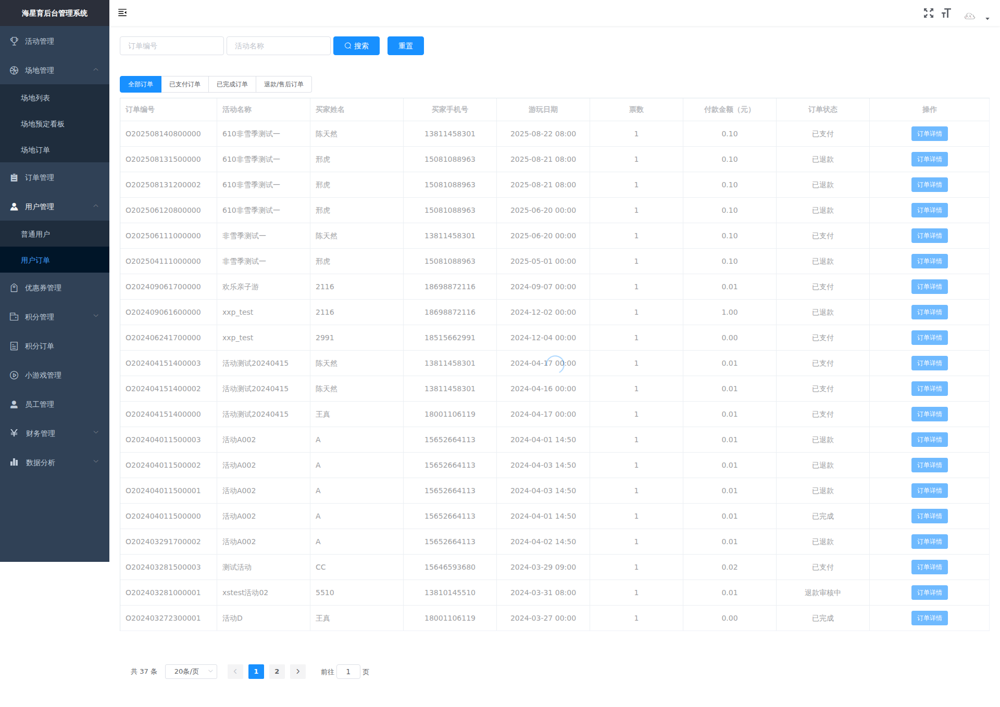 海星育后台管理系统
活动管理
场地管理
场地列表
场地预定看板
场地订单
订单管理
用户管理
普通用户
用户订单
优惠券管理
积分管理
积分订单
小游戏管理
员工管理
财务管理
数据分析
订单编号 活动名称 搜索 重置
全部订单 已支付订单 已完成订单 退款/售后订单
订单编号 活动名称 买家姓名 买家手机号 游玩日期 票数 付款金额（元） 订单状态 操作
O202508140800000 610非雪季测试一 陈天然 13811458301 2025-08-22 08:00 1 0.10 已支付 订单详情
O202508131500000 610非雪季测试一 邢虎 15081088963 2025-08-21 08:00 1 0.10 已退款 订单详情
O202508131200002 610非雪季测试一 邢虎 15081088963 2025-08-21 08:00 1 0.10 已退款 订单详情
O202506120800000 610非雪季测试一 邢虎 15081088963 2025-06-20 00:00 1 0.10 已退款 订单详情
O202506111000000 非雪季测试一 陈天然 13811458301 2025-06-20 00:00 1 0.10 已支付 订单详情
O202504111000000 非雪季测试一 邢虎 15081088963 2025-05-01 00:00 1 0.10 已退款 订单详情
O202409061700000 欢乐亲子游 2116 18698872116 2024-09-07 00:00 1 0.01 已支付 订单详情
O202409061600000 xxp_test 2116 18698872116 2024-12-02 00:00 1 1.00 已退款 订单详情
O202406241700000 xxp_test 2991 18515662991 2024-12-04 00:00 1 0.00 已支付 订单详情
O202404151400003 活动测试20240415 陈天然 13811458301 2024-04-17 00:00 1 0.01 已支付 订单详情
O202404151400002 活动测试20240415 陈天然 13811458301 2024-04-16 00:00 1 0.01 已支付 订单详情
O202404151400000 活动测试20240415 王真 18001106119 2024-04-17 00:00 1 0.01 已支付 订单详情
O202404011500003 活动A002 A 15652664113 2024-04-01 14:50 1 0.01 已退款 订单详情
O202404011500002 活动A002 A 15652664113 2024-04-03 14:50 1 0.01 已退款 订单详情
O202404011500001 活动A002 A 15652664113 2024-04-03 14:50 1 0.01 已退款 订单详情
O202404011500000 活动A002 A 15652664113 2024-04-01 14:50 1 0.01 已完成 订单详情
O202403291700002 活动A002 A 15652664113 2024-04-02 14:50 1 0.01 已退款 订单详情
O202403281500003 测试活动 CC 15646593680 2024-03-29 09:00 1 0.02 已支付 订单详情
O202403281000001 xstest活动02 5510 13810145510 2024-03-31 08:00 1 0.01 退款审核中 订单详情
O202403272300001 活动D 王真 18001106119 2024-03-27 00:00 1 0.00 已完成 订单详情
共 37 条 20条/页 1 2 前往 1 页